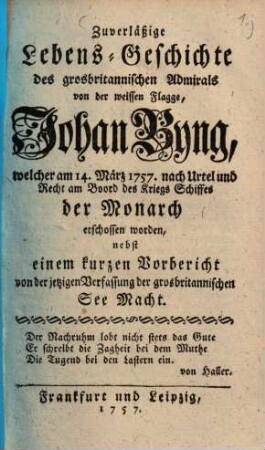 Zuverläßige
Lebens-Geschichte
des grosbritannischen Admirals
von der weissen Flagge,
Johan Byng,
welcher am 14. März 1757. nach Urtel und
Recht am Boord des Kriegs Schiffes
der Monarch
erschossen worden,
nebst
einem kurzen Vorbericht
von der jetzigen Verfassung der grosbritannischen
See Macht.
Der Nachruhm lobt nicht stets das Gute
Er schreibt die Zagheit bei dem Muthe
Die Tugend bei den Lastern ein.
von Haller.
Frankfurt und Leipzig,
1757.